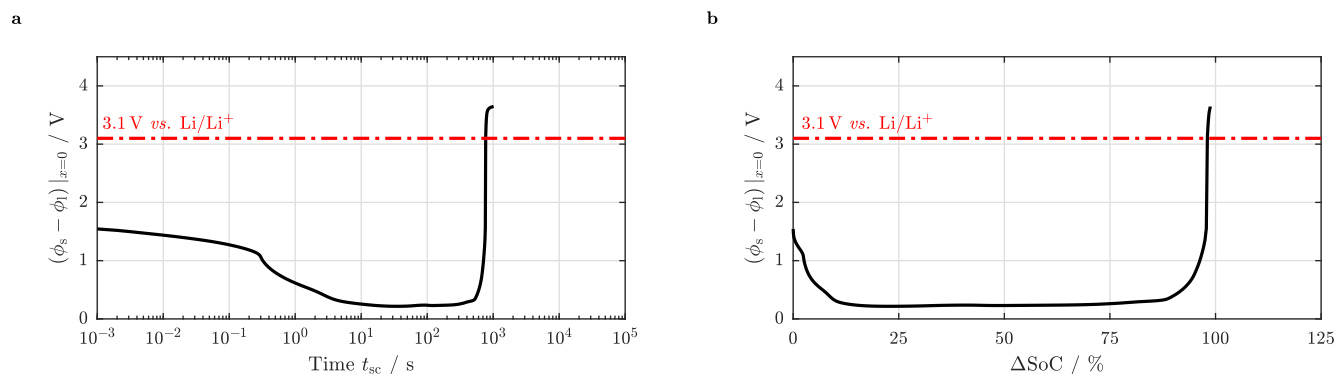 a
b
4
3
2
1
0
(ϕs − ϕl) |x=0 / V
3.1 V vs. Li/Li⁺
10⁻³ 10⁻² 10⁻¹ 10⁰ 10¹ 10² 10³ 10⁴ 10⁵
Time tsc / s
4
3
2
1
0
(ϕs − ϕl) |x=0 / V
3.1 V vs. Li/Li⁺
0 25 50 75 100 125
ΔSoC / %